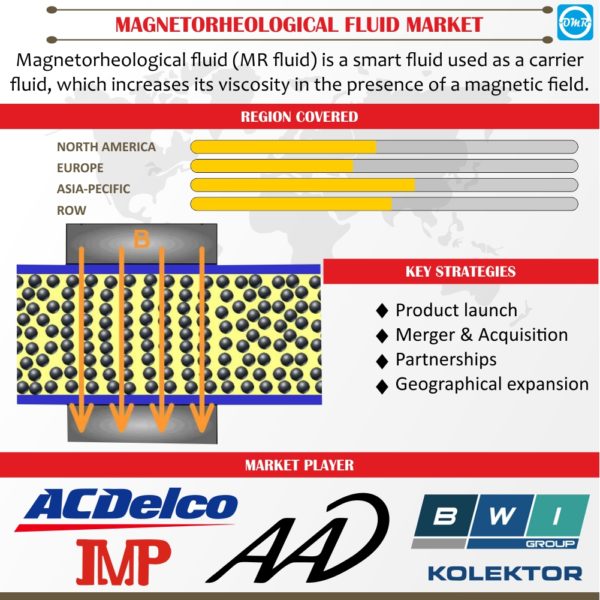 MAGNETORHEOLOGICAL FLUID MARKET
OMR
Magnetorheological fluid (MR fluid) is a smart fluid used as a carrier
fluid, which increases its viscosity in the presence of a magnetic field.
REGION COVERED
NORTH AMERICA
EUROPE
ASIA-PECIFIC
ROW
B
KEY STRATEGIES
Product launch
Merger & Acquisition
Partnerships
Geographical expansion
MARKET PLAYER
ACDelco
IMP
AAD
BWI
GROUP
KOLEKTOR